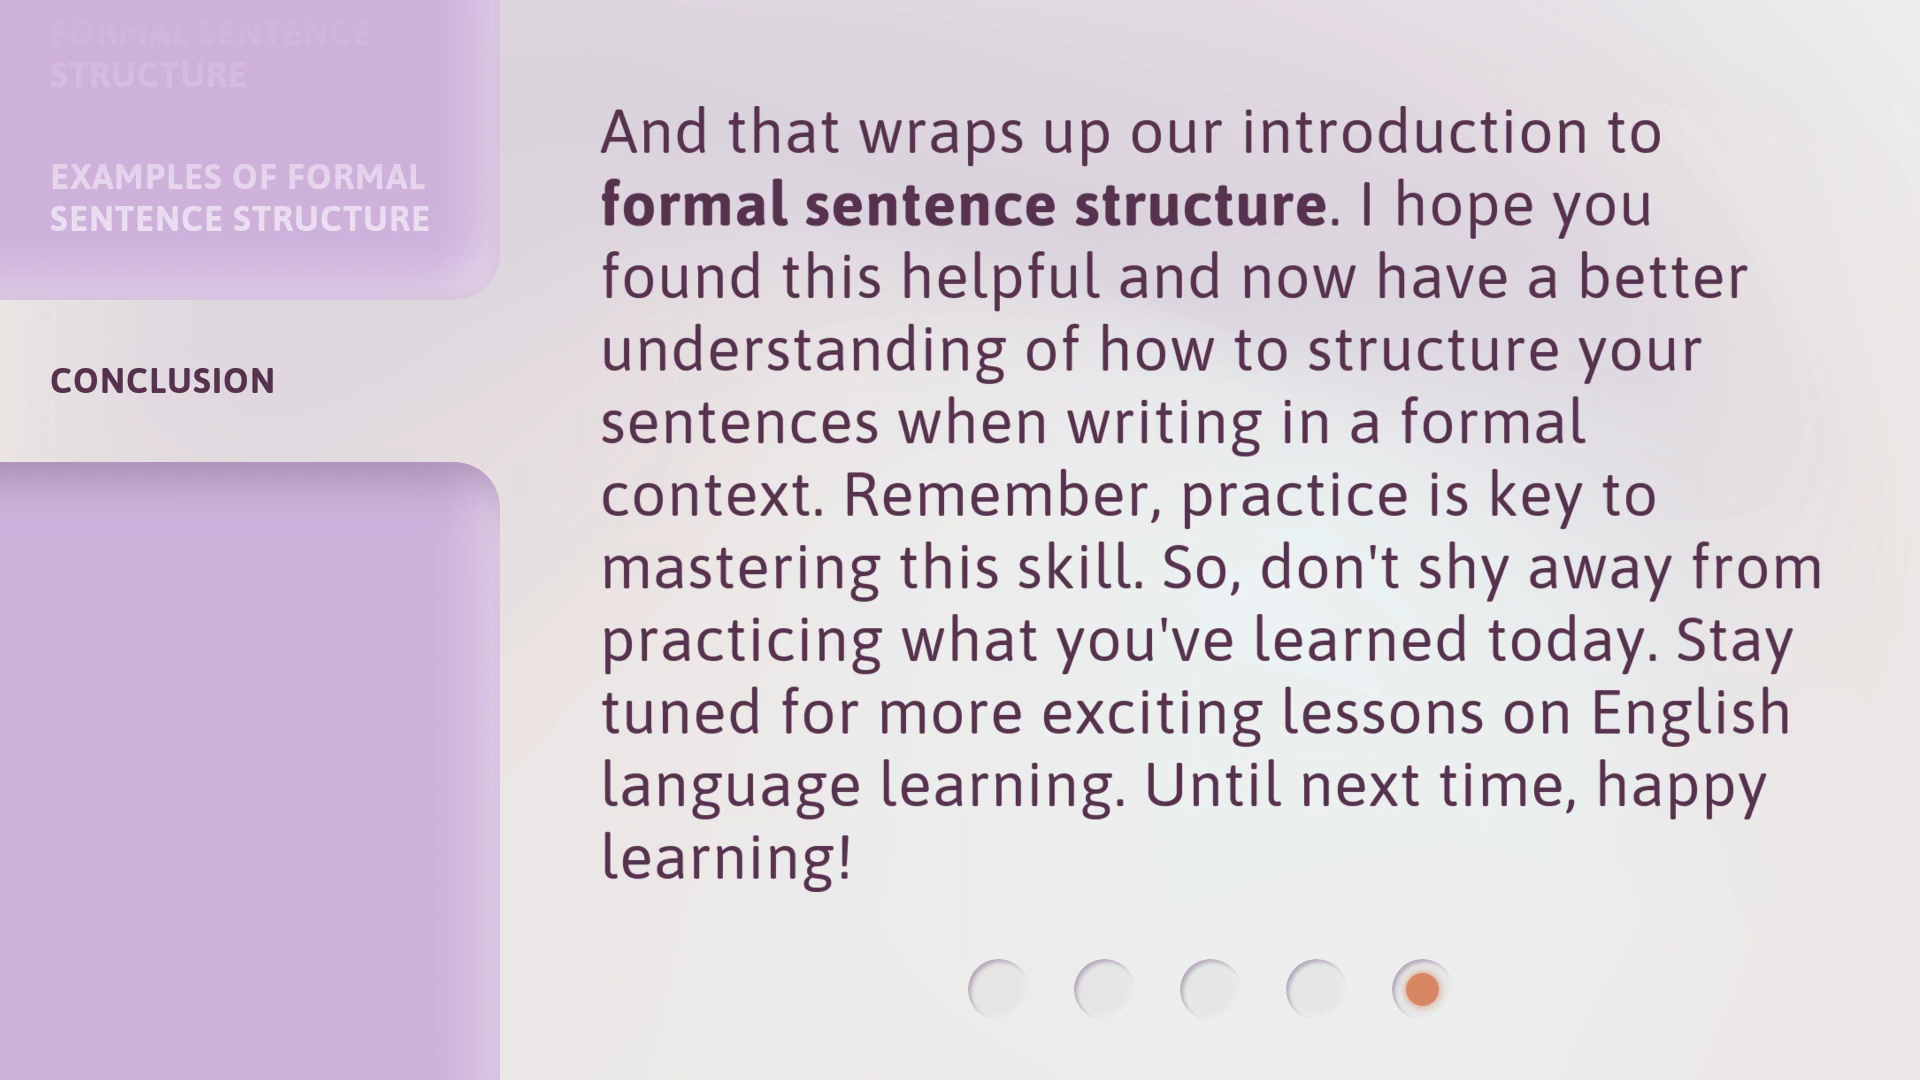 FORMAL SENTENCE
STRUCTURE
EXAMPLES OF FORMAL
SENTENCE STRUCTURE
CONCLUSION
And that wraps up our introduction to
formal sentence structure. I hope you
found this helpful and now have a better
understanding of how to structure your
sentences when writing in a formal
context. Remember, practice is key to
mastering this skill. So, don't shy away from
practicing what you've learned today. Stay
tuned for more exciting lessons on English
language learning. Until next time, happy
learning!